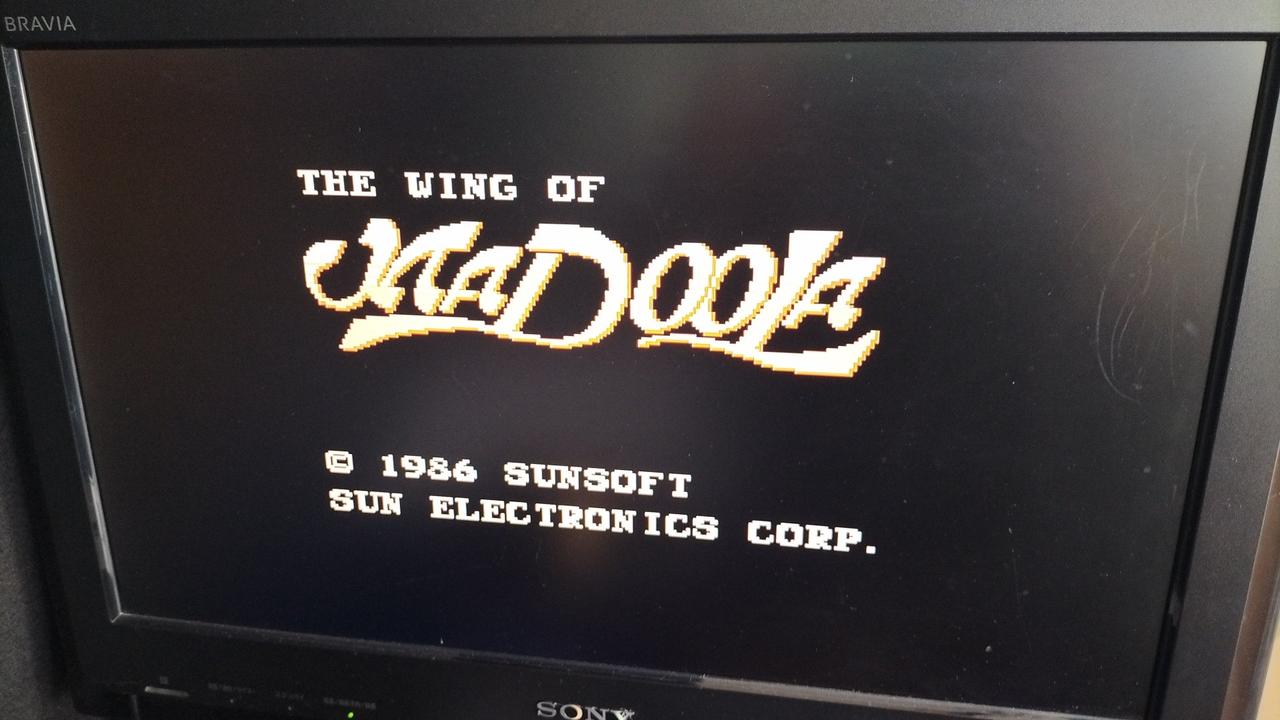 BRAVIA
THE WING OF
MADOOLA
© 1986 SUNSOFT
SUN ELECTRONICS CORP.
SONY